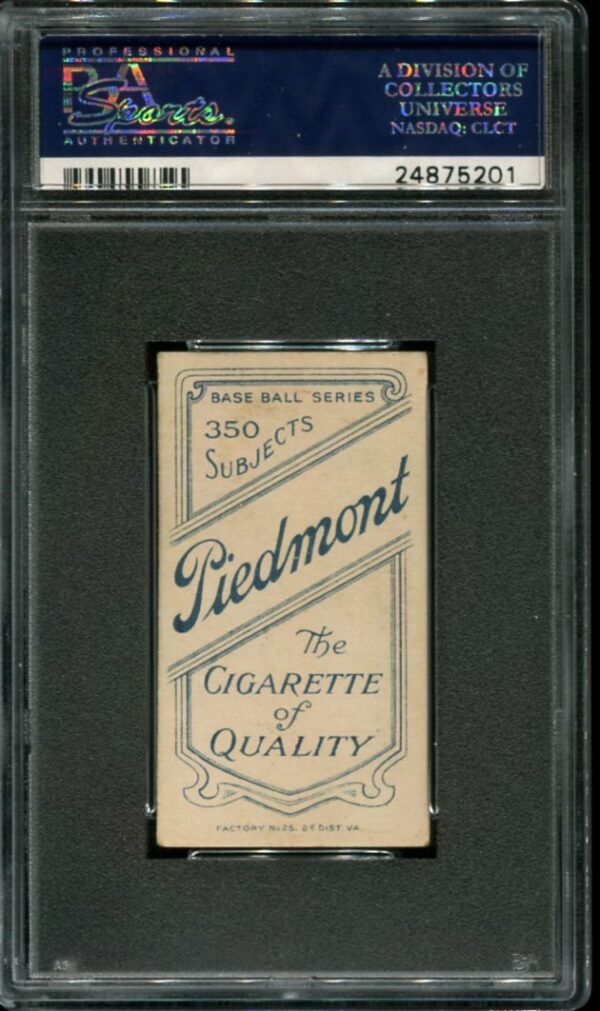 PROFESSIONAL
PSA
Sports.
AUTHENTICATOR
A DIVISION OF
COLLECTORS
UNIVERSE
NASDAQ: CLCT
24875201
BASE BALL SERIES
350
SUBJECTS
Piedmont
The
CIGARETTE
of
QUALITY
FACTORY No 25, 2d DIST. VA.